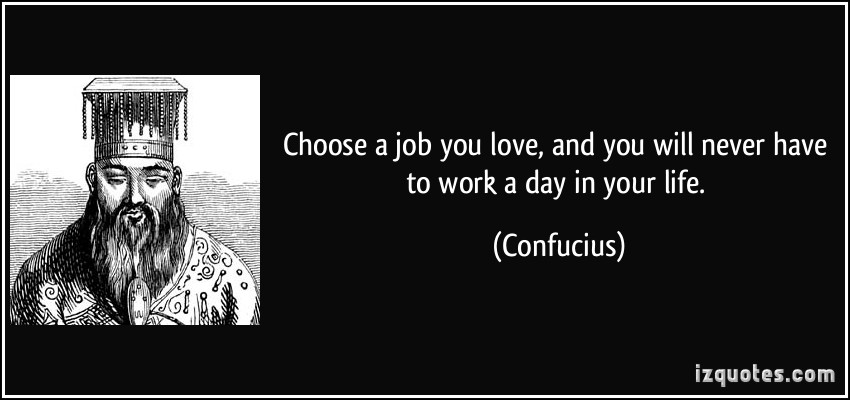 Choose a job you love, and you will never have
to work a day in your life.
(Confucius)
izquotes.com